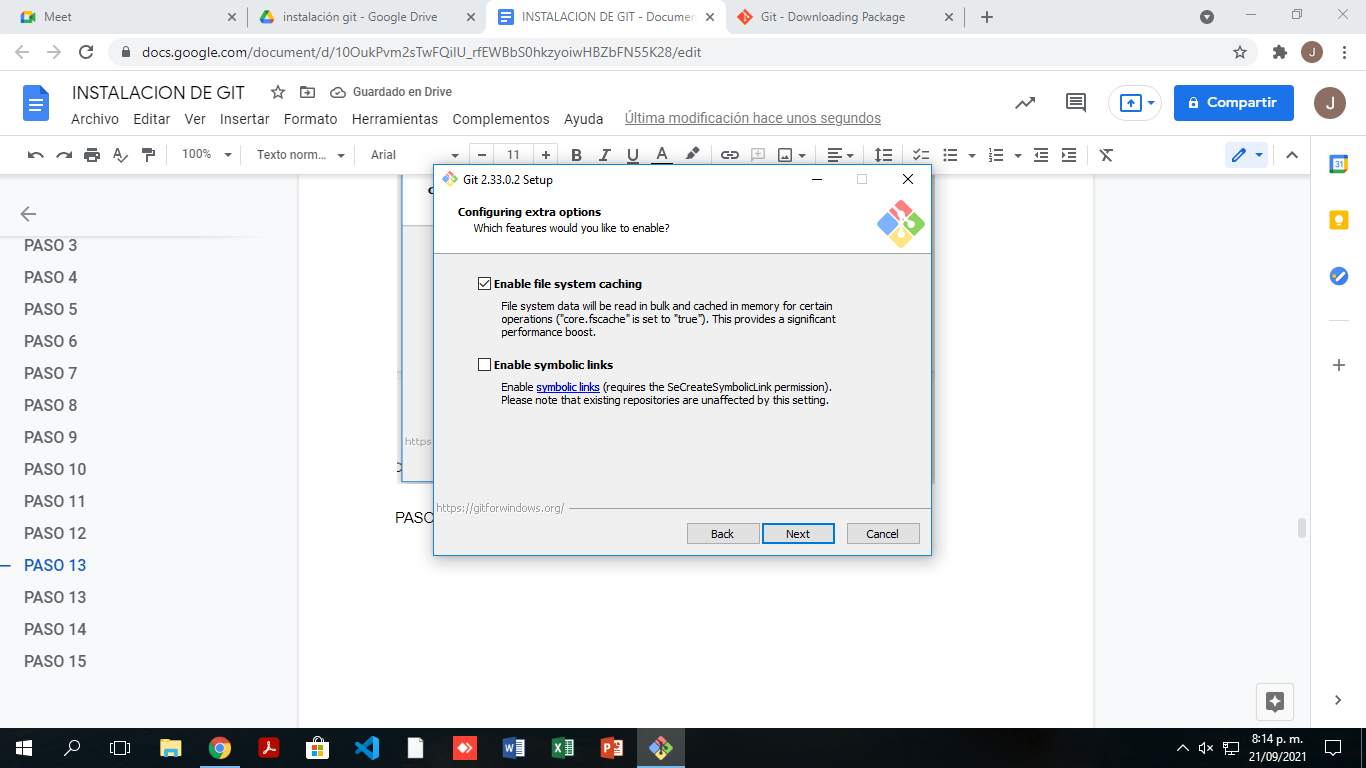 Meet
instalación git - Google Drive
INSTALACION DE GIT - Documen
Git - Downloading Package
docs.google.com/document/d/10OukPvm2sTwFQilU_rfEWBbS0hkzyoiwHBZbFN55K28/edit
J
INSTALACION DE GIT
Guardado en Drive
Archivo Editar Ver Insertar Formato Herramientas Complementos Ayuda
Última modificación hace unos segundos
Compartir
J
100% Texto norm... Arial 11 B I U A
31
PASO 3
PASO 4
PASO 5
PASO 6
PASO 7
PASO 8
PASO 9
PASO 10
PASO 11
PASO 12
PASO 13
PASO 13
PASO 14
PASO 15
https
PASO
Git 2.33.0.2 Setup
Configuring extra options
Which features would you like to enable?
Enable file system caching
File system data will be read in bulk and cached in memory for certain
operations ("core.fscache" is set to "true"). This provides a significant
performance boost.
Enable symbolic links
Enable symbolic links (requires the SeCreateSymbolicLink permission).
Please note that existing repositories are unaffected by this setting.
https://gitforwindows.org/
Back
Next
Cancel
8:14 p. m.
21/09/2021